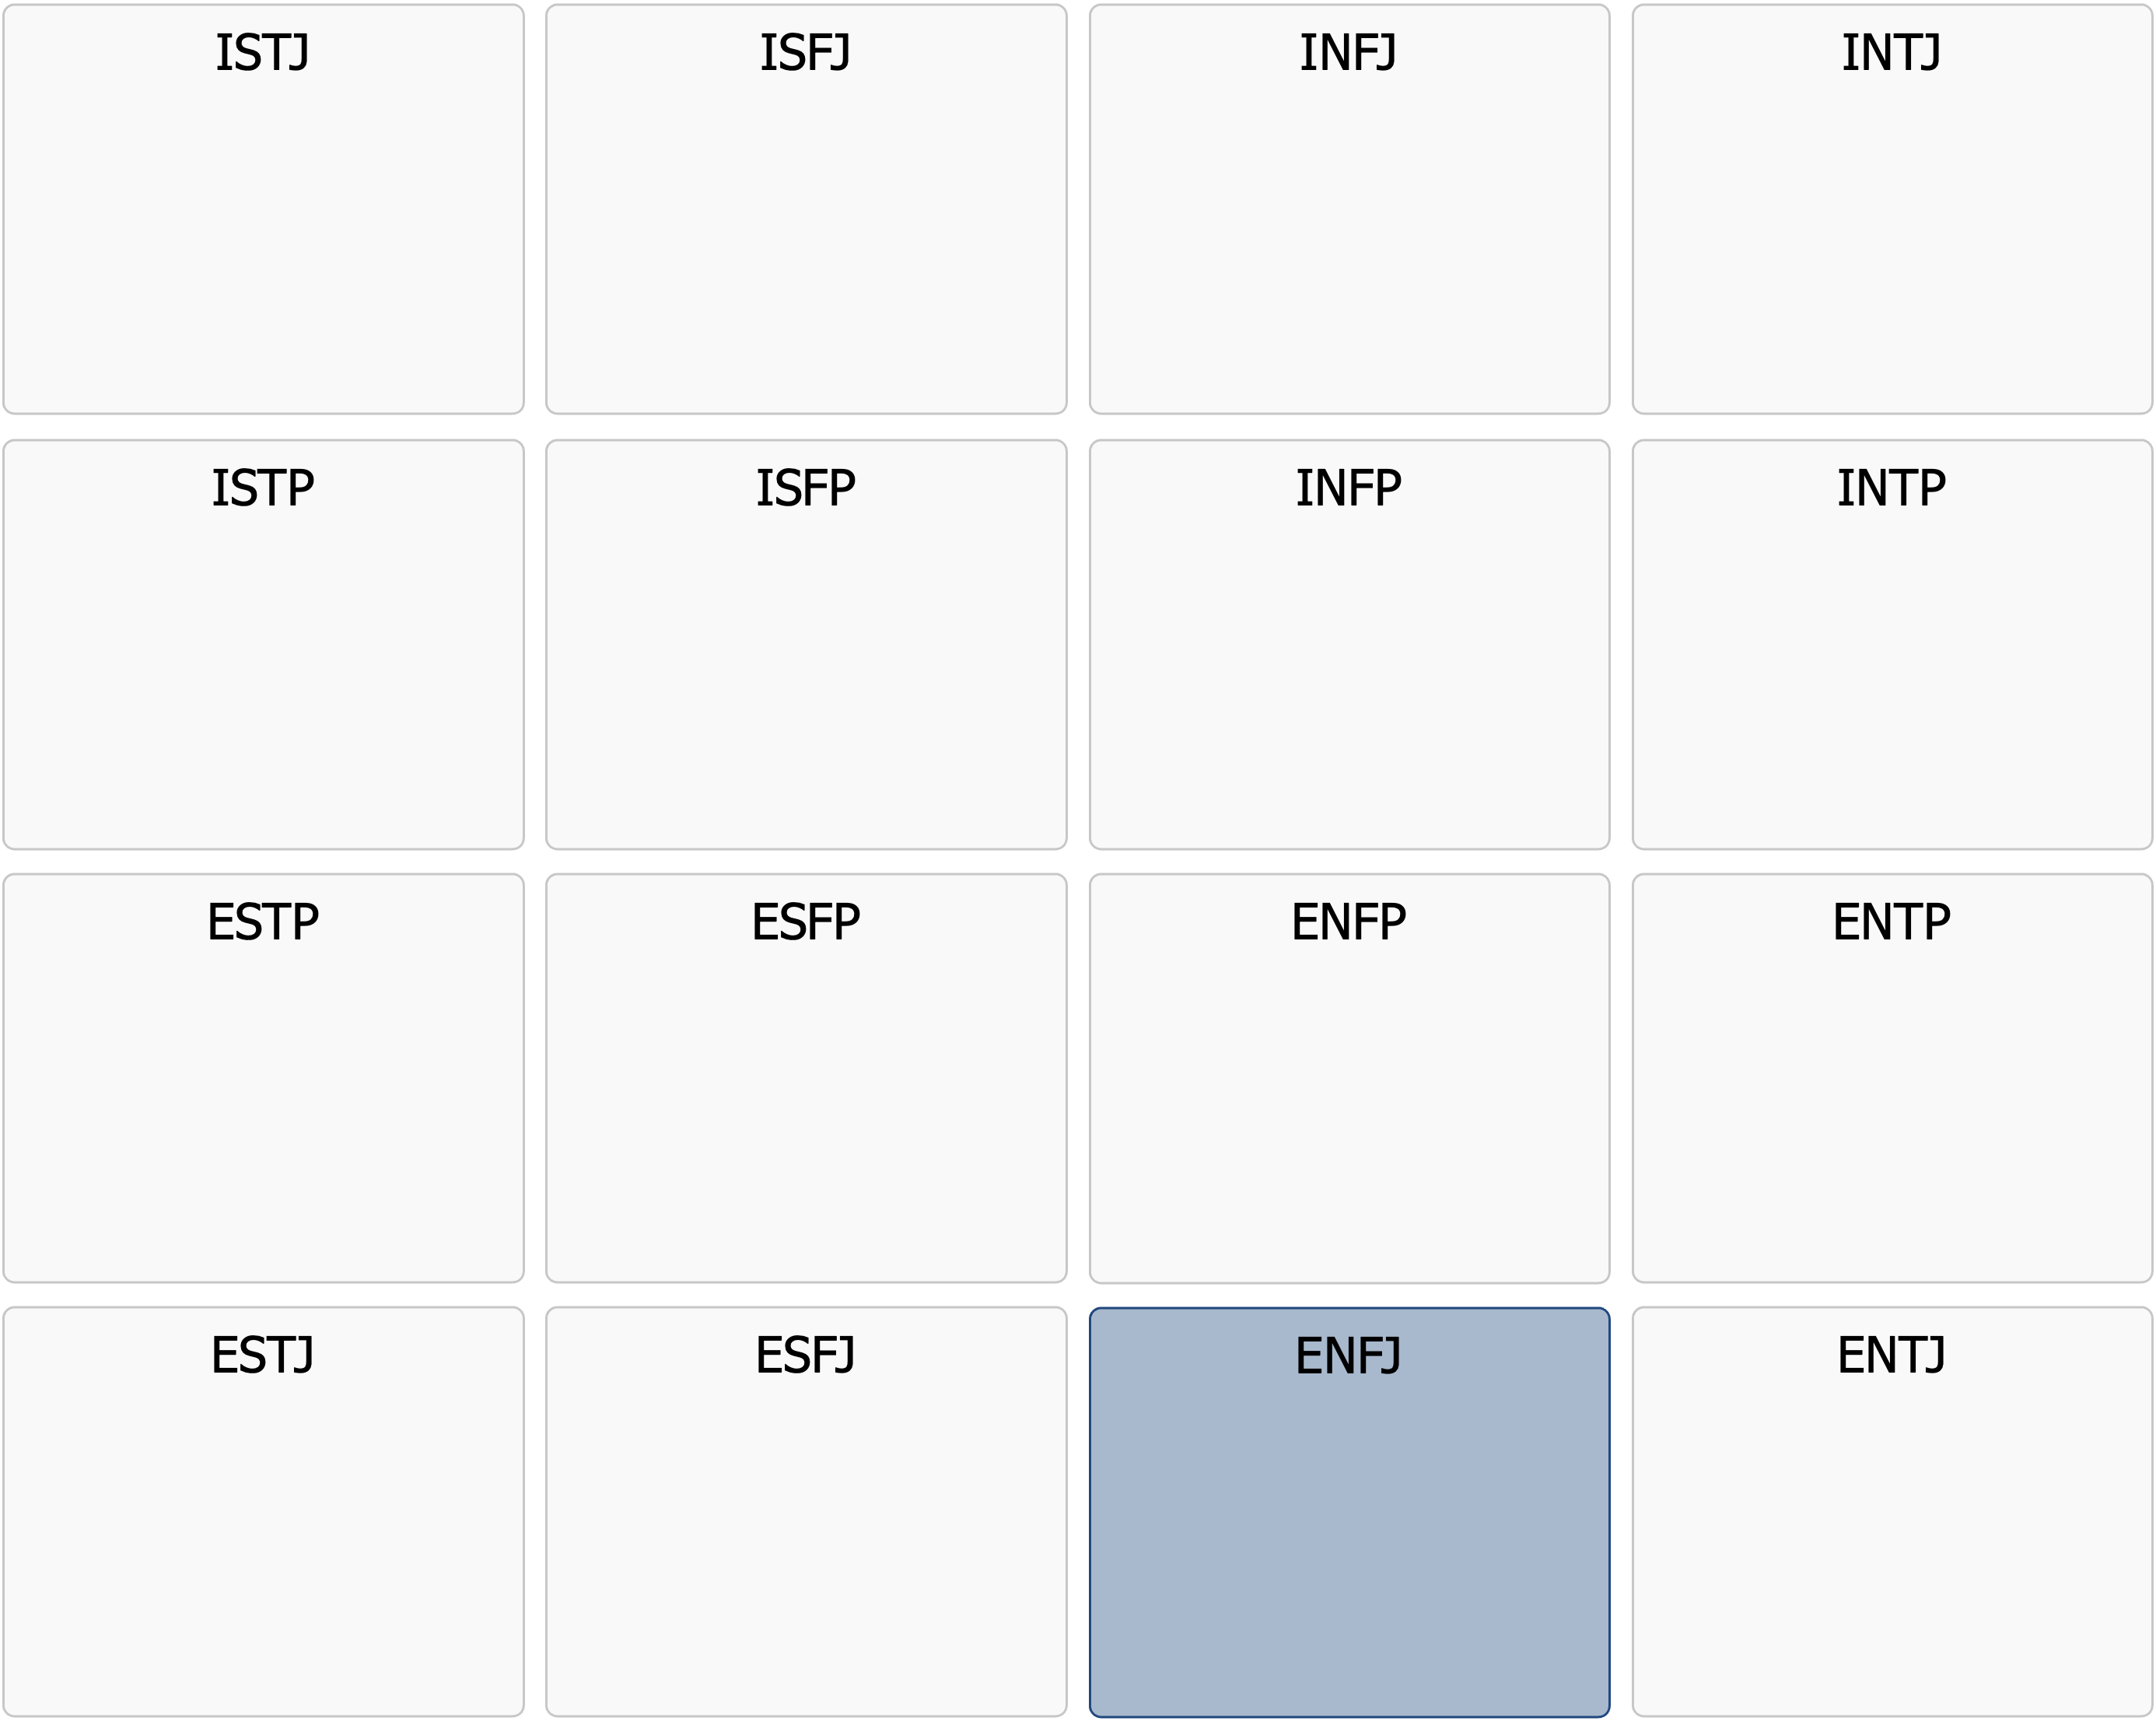 ISTJ ISFJ INFJ INTJ
ISTP ISFP INFP INTP
ESTP ESFP ENFP ENTP
ESTJ ESFJ ENFJ ENTJ